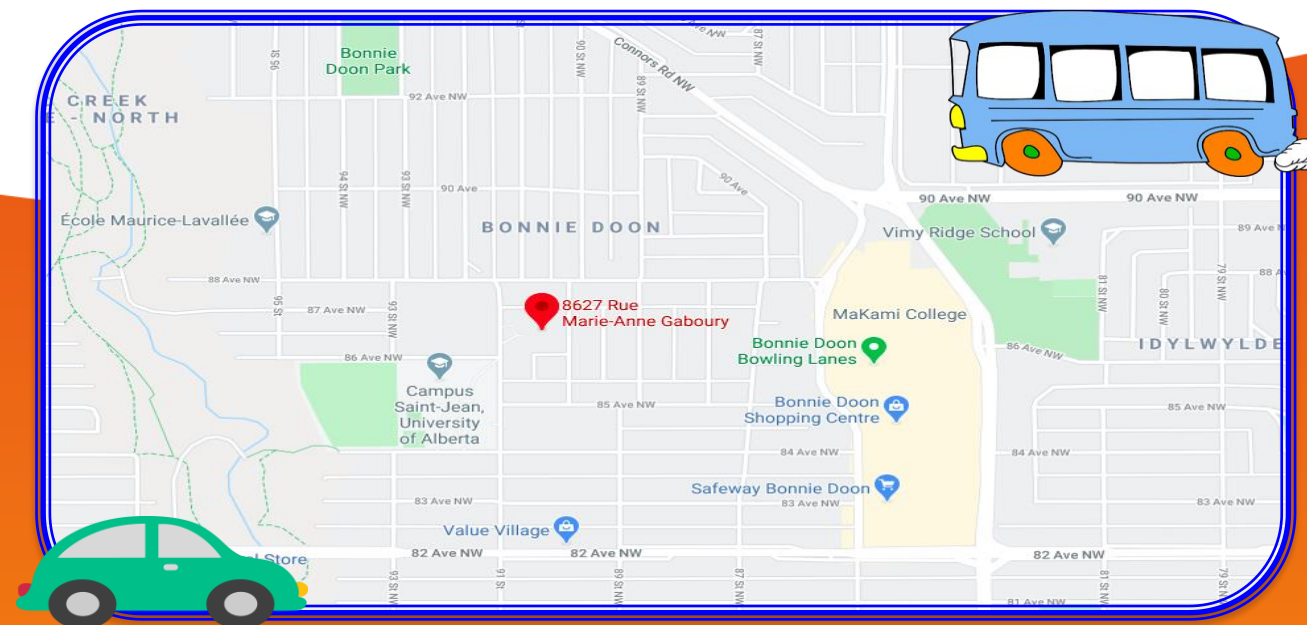 87 St NW
95 St
Bonnie
Doon Park
90 St NW
Connors Rd NW
89 St NW
CREEK
E - NORTH
92 Ave NW
94 St NW
93 St NW
90 Ave
90 Ave
90 Ave NW
90 Ave NW
École Maurice-Lavallée
BONNIE DOON
Vimy Ridge School
89 Ave N
88 Ave NW
88 A
81 St NW
80 St NW
79 St NW
95 St
87 Ave NW
93 St NW
8627 Rue
Marie-Anne Gaboury
MaKami College
Bonnie Doon
Bowling Lanes
86 Ave NW
86 Ave NW
IDYLWYLDE
Campus
Saint-Jean,
University
of Alberta
85 Ave NW
Bonnie Doon
Shopping Centre
85 Ave NW
84 Ave NW
84 Ave NW
Safeway Bonnie Doon
83 Ave NW
83 Ave NW
83 Ave NW
Value Village
82 Ave NW
82 Ave NW
82 Ave NW
Store
93 St NW
91 St
89 St NW
87 St NW
81 St NW
79 St NW
81 Ave NW